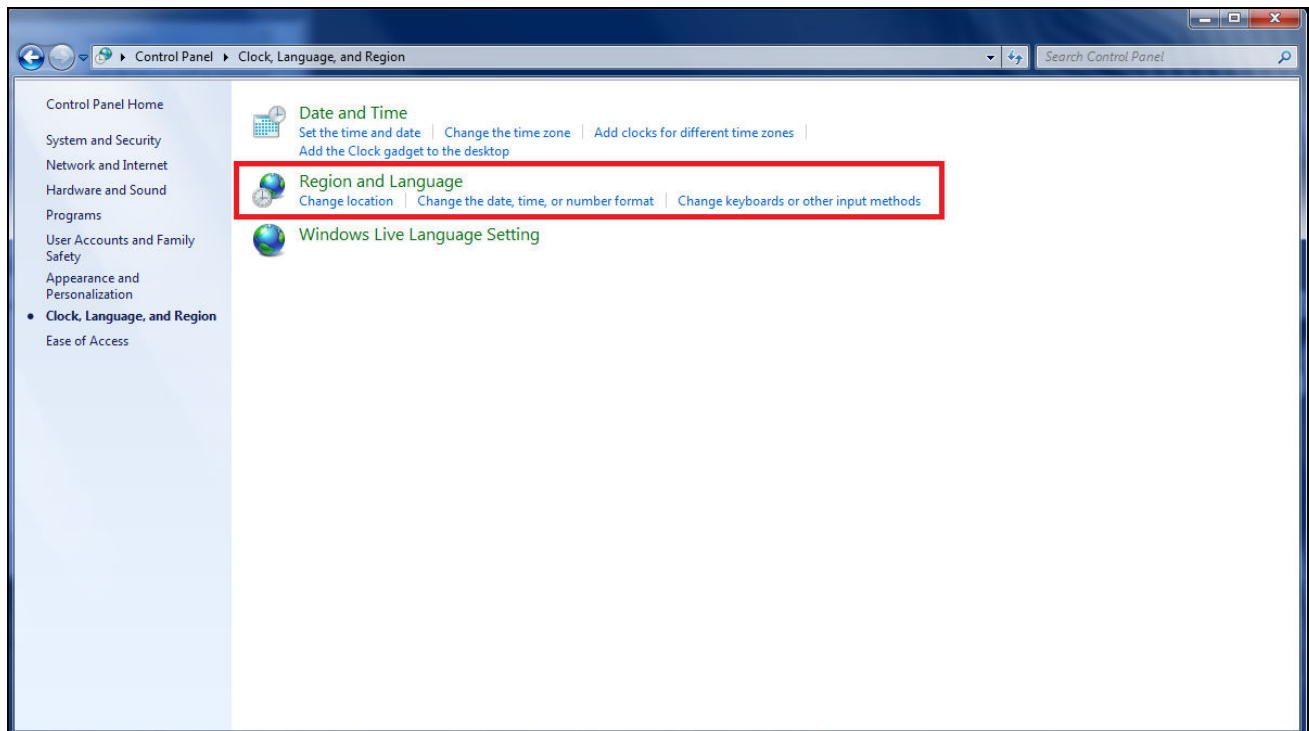 Control Panel ▸ Clock, Language, and Region
Search Control Panel
Control Panel Home
System and Security
Network and Internet
Hardware and Sound
Programs
User Accounts and Family
Safety
Appearance and
Personalization
Clock, Language, and Region
Ease of Access
Date and Time
Set the time and date | Change the time zone | Add clocks for different time zones |
Add the Clock gadget to the desktop
Region and Language
Change location | Change the date, time, or number format | Change keyboards or other input methods
Windows Live Language Setting